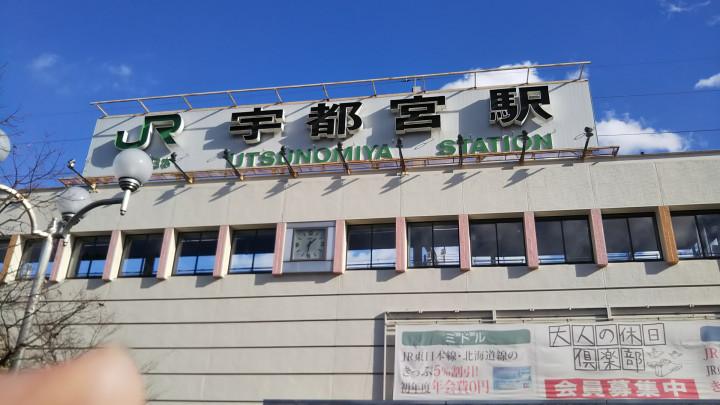 JR 宇都宮駅
UTSUNOMIYA STATION
ミドル
JR東日本線・北海道線の
きっぷ5%割引!
初年度年会費0円
大人の休日
倶楽部
会員募集中
JR